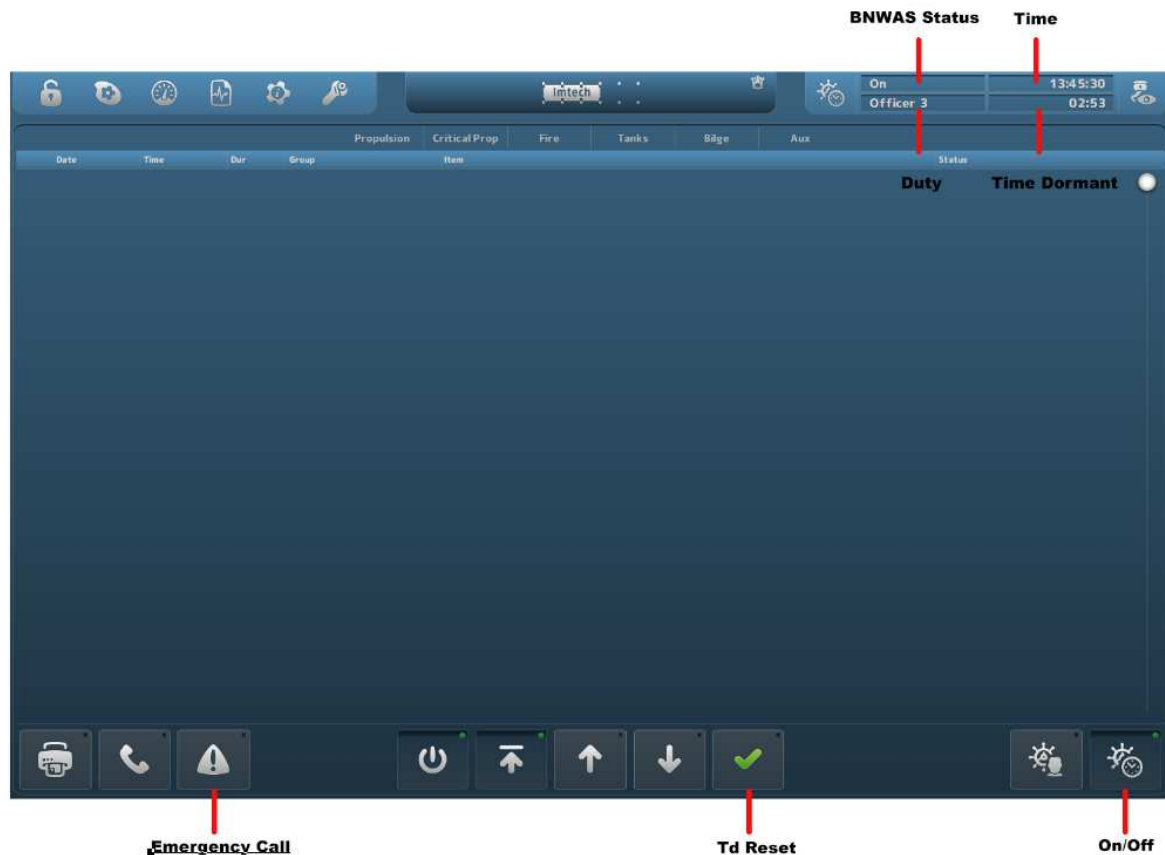 BNWAS Status Time
Imtech On 13:45:30
Officer 3 02:53
Propulsion Critical Prop Fire Tanks Bilge Aux
Date Time Dur Group Item Status
Duty Time Dormant
Emergency Call Td Reset On/Off